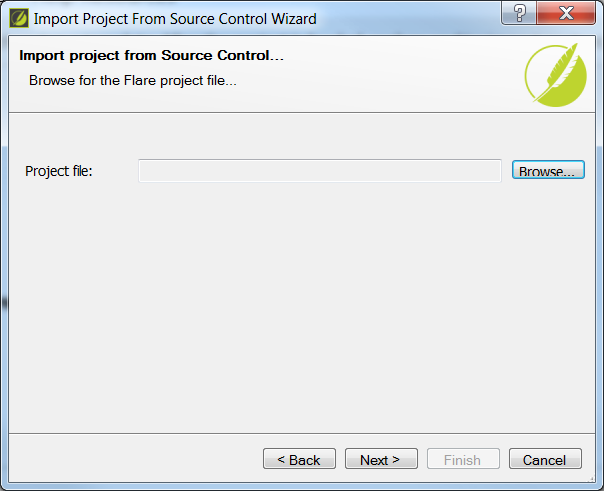 Import Project From Source Control Wizard
?
X
Import project from Source Control...
Browse for the Flare project file...
Project file:
Browse...
< Back
Next >
Finish
Cancel